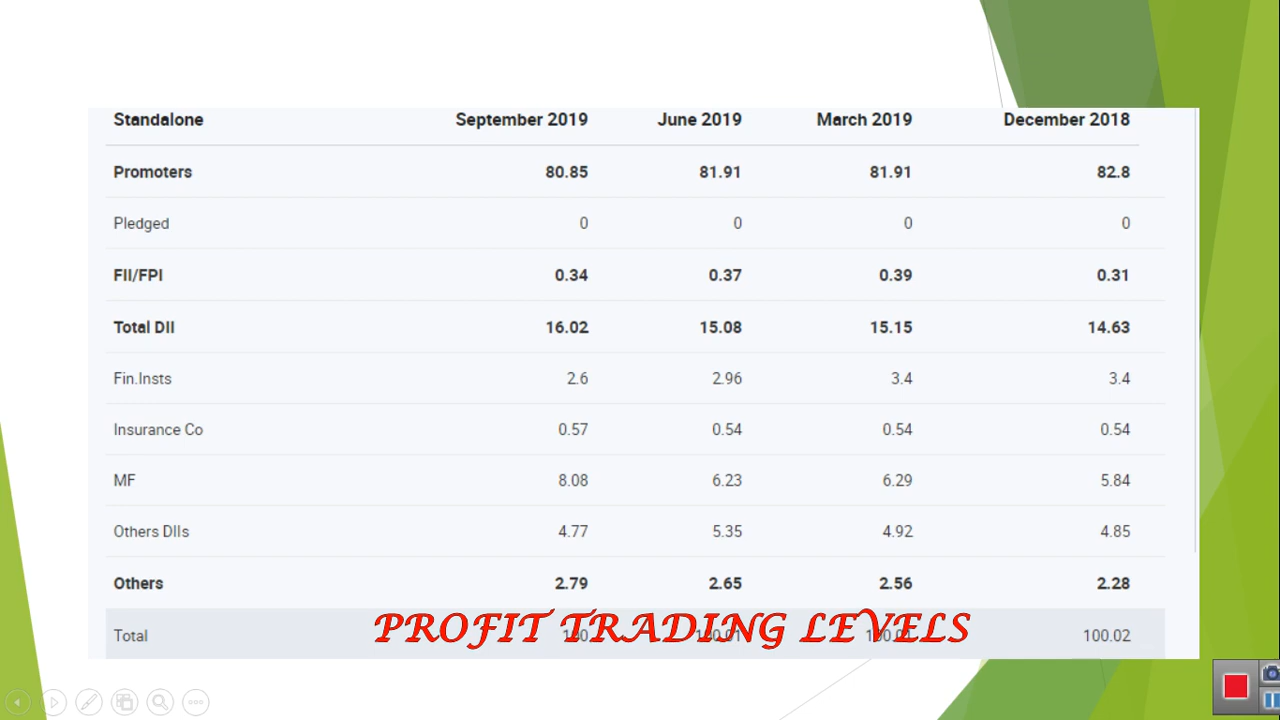 Standalone September 2019 June 2019 March 2019 December 2018
Promoters 80.85 81.91 81.91 82.8
Pledged 0 0 0 0
FII/FPI 0.34 0.37 0.39 0.31
Total DII 16.02 15.08 15.15 14.63
Fin.Insts 2.6 2.96 3.4 3.4
Insurance Co 0.57 0.54 0.54 0.54
MF 8.08 6.23 6.29 5.84
Others DIIs 4.77 5.35 4.92 4.85
Others 2.79 2.65 2.56 2.28
Total 100.02
PROFIT TRADING LEVELS